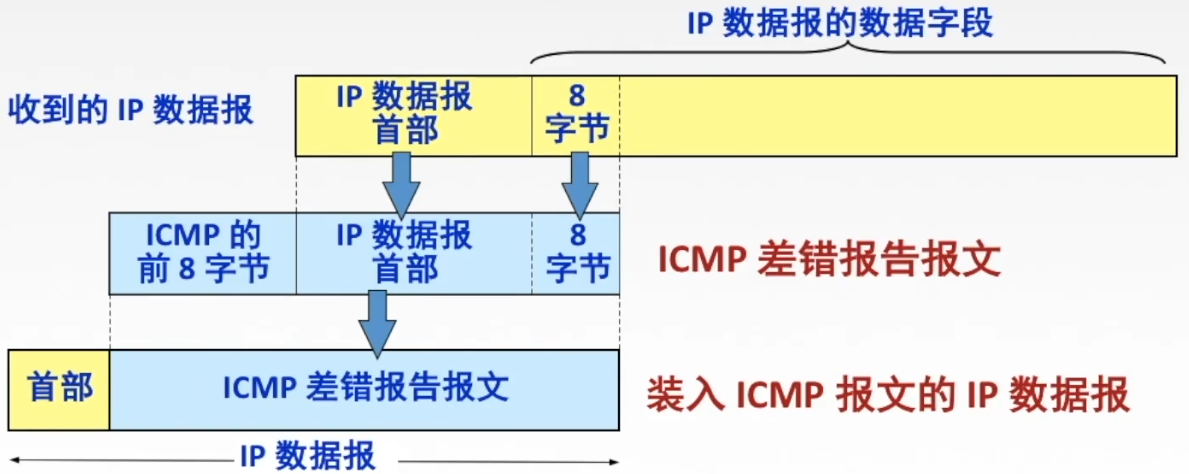 IP 数据报的数据字段
收到的 IP 数据报
IP 数据报
首部
8
字节
ICMP 的
前 8 字节
IP 数据报
首部
8
字节
ICMP 差错报告报文
首部
ICMP 差错报告报文
装入 ICMP 报文的 IP 数据报
IP 数据报